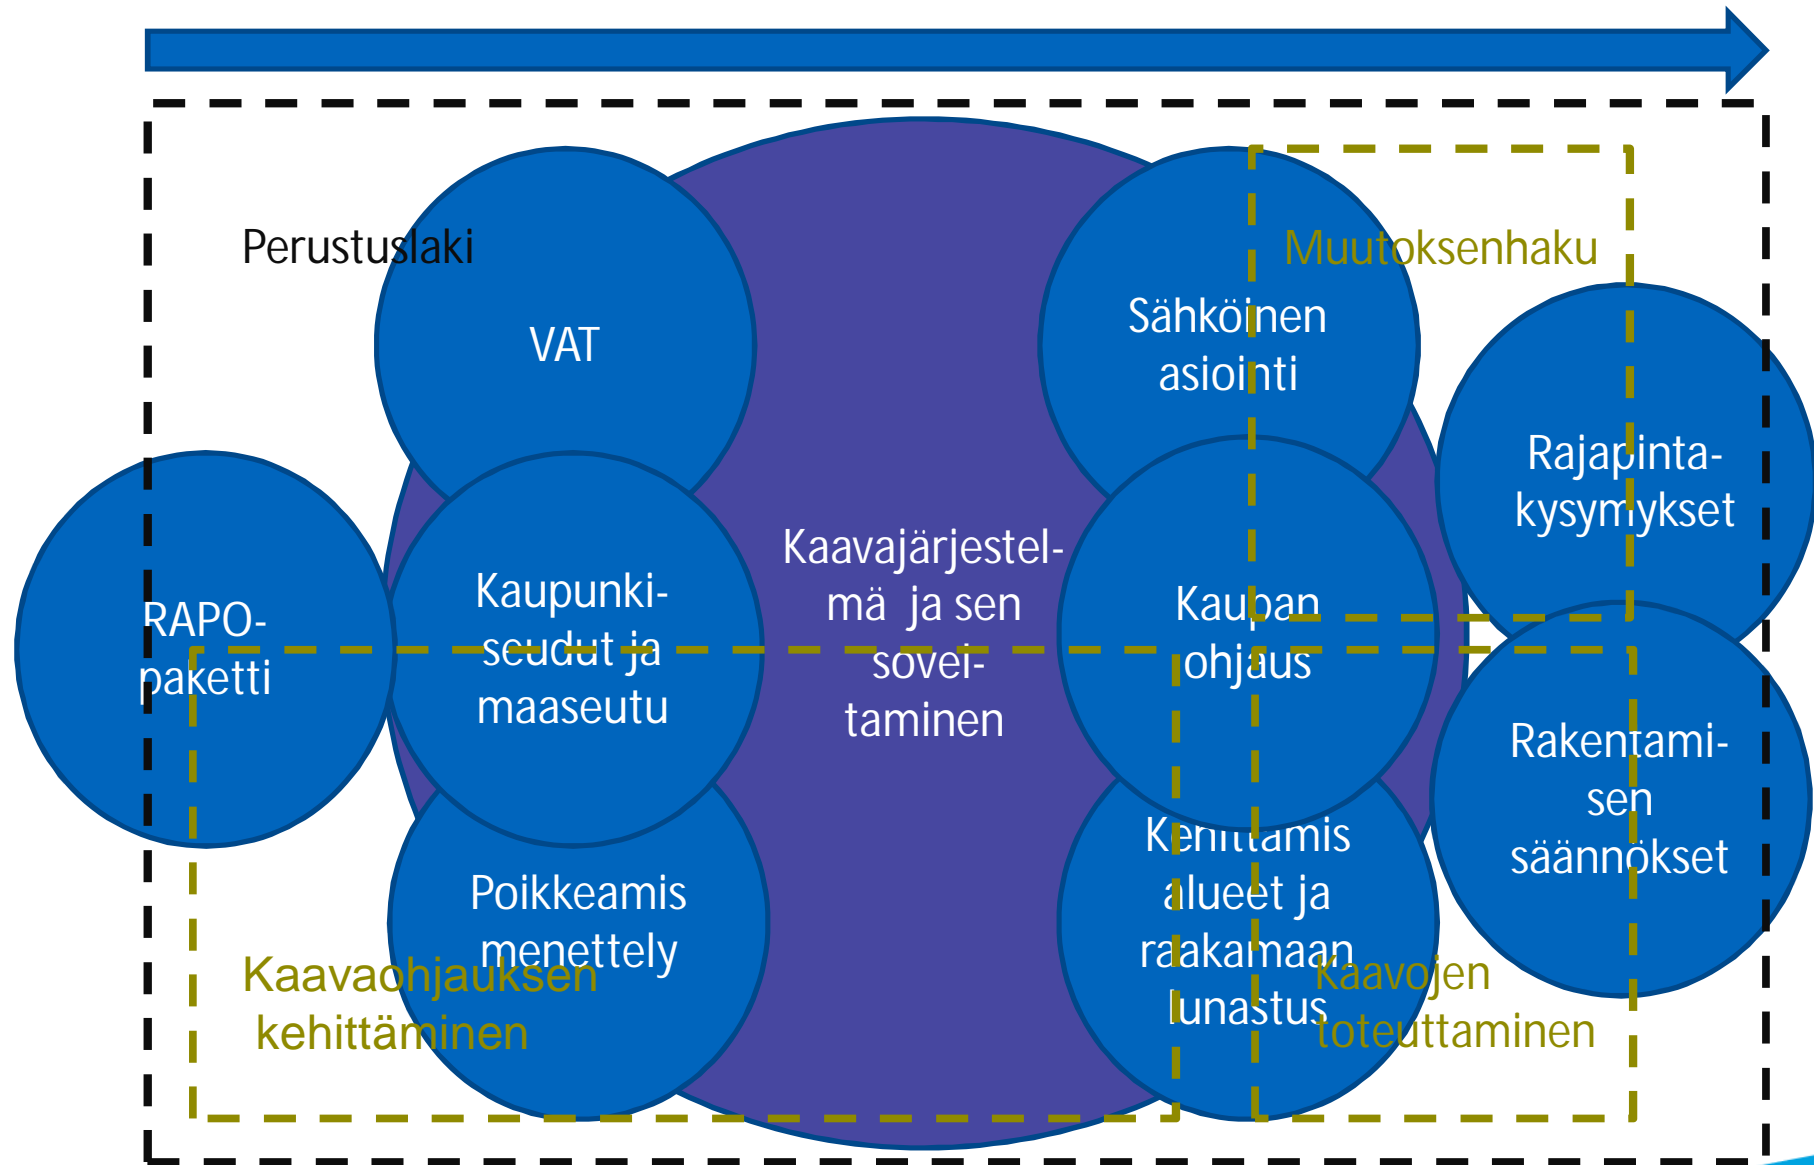 Perustuslaki
Muutoksenhaku
VAT
Sähköinen
asiointi
Rajapinta-
kysymykset
RAPO-
paketti
Kaupunki-
seudut ja
maaseutu
Kaavajärjestel-
mä ja sen
sovel-
taminen
Kaupan
ohjaus
Rakentami-
sen
säännökset
Poikkeamis
menettely
Kehittämis
alueet ja
raakamaan
lunastus
Kaavaohjauksen
kehittäminen
Kaavojen
toteuttaminen